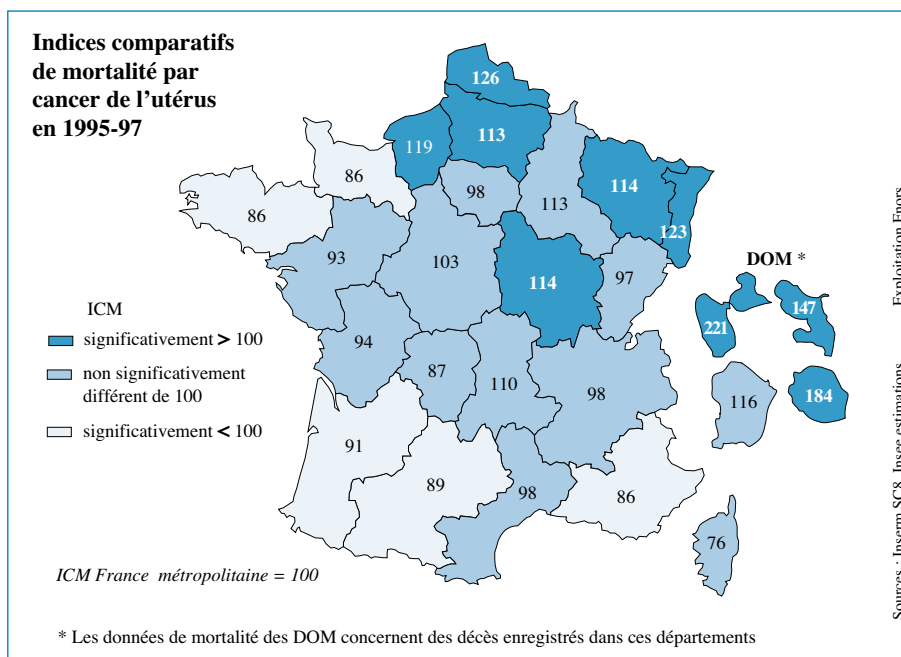 Indices comparatifs
de mortalité par
cancer de l'utérus
en 1995-97
126
119
113
86
98
113
114
123
86
93
103
114
97
DOM *
221
147
116
184
ICM
significativement > 100
non significativement
différent de 100
significativement < 100
94
87
110
98
91
89
98
86
76
ICM France métropolitaine = 100
* Les données de mortalité des DOM concernent des décès enregistrés dans ces départements
Sources : Inserm SC8, Insee estimations
Exploitation Fnors